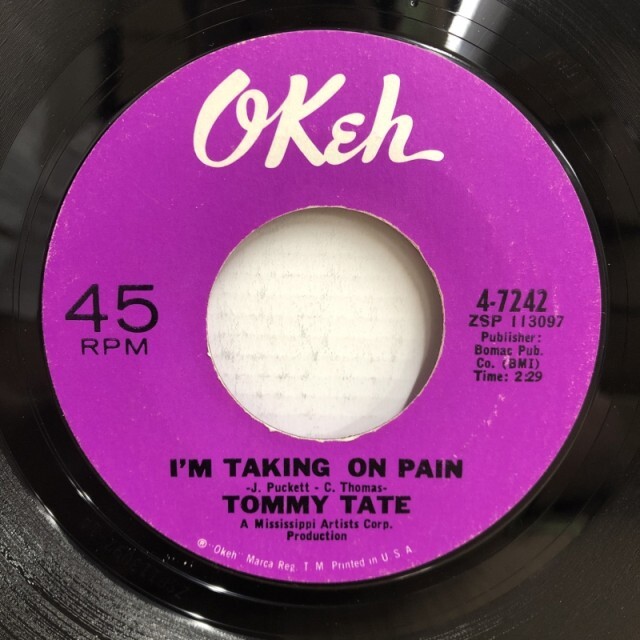 OKeh
45
RPM
4-7242
ZSP 113097
Publisher:
Bomac Pub.
Co. (BMI)
Time: 2:29
I'M TAKING ON PAIN
-J. Puckett - C. Thomas-
TOMMY TATE
A Mississippi Artists Corp.
Production
® "Okeh" Marca Reg. T M Printed in U.S.A.